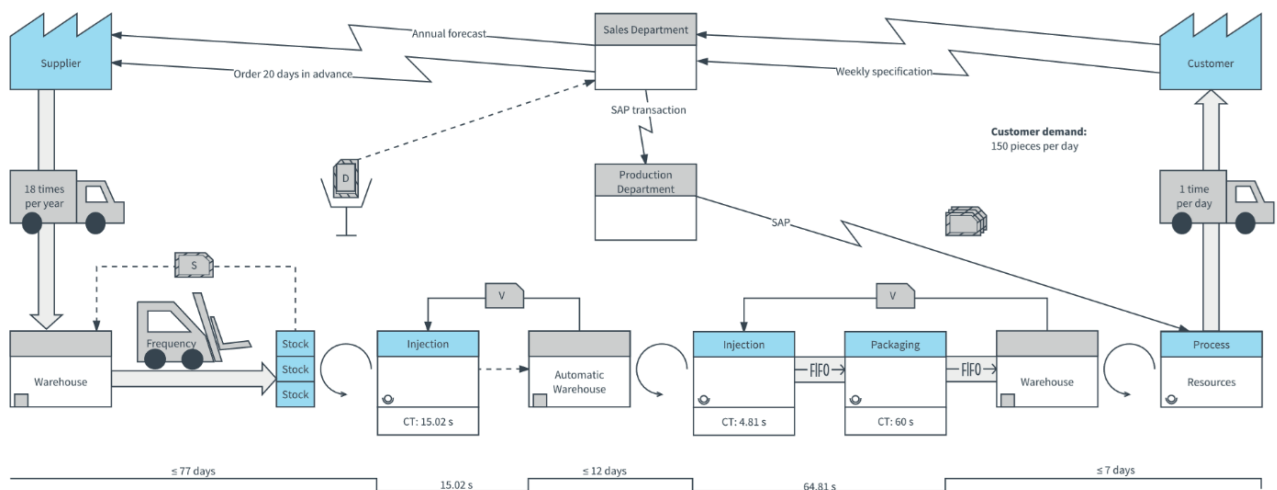 Supplier
Annual forecast
Order 20 days in advance
Sales Department
Weekly specification
Customer
SAP transaction
Customer demand:
150 pieces per day
Production
Department
D
18 times
per year
1 time
per day
SAP
S
V
V
Frequency
Warehouse
Stock
Stock
Stock
Injection
CT: 15.02 s
Automatic
Warehouse
Injection
CT: 4.81 s
FIFO
Packaging
CT: 60 s
FIFO
Warehouse
Process
Resources
≤ 77 days
15.02 s
≤ 12 days
64.81 s
≤ 7 days